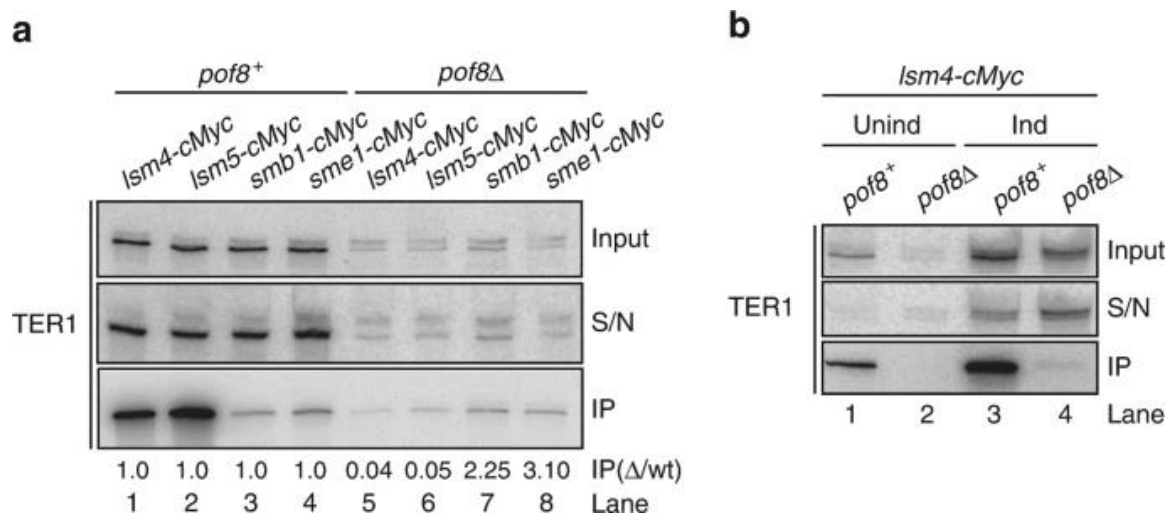 a
pof8+ pof8Δ
lsm4-cMyc lsm5-cMyc smb1-cMyc sme1-cMyc lsm4-cMyc lsm5-cMyc smb1-cMyc sme1-cMyc
Input
TER1 S/N
IP
1.0 1.0 1.0 1.0 0.04 0.05 2.25 3.10 IP(Δ/wt)
1 2 3 4 5 6 7 8 Lane
b
lsm4-cMyc
Unind Ind
pof8+ pof8Δ pof8+ pof8Δ
Input
TER1 S/N
IP
1 2 3 4 Lane